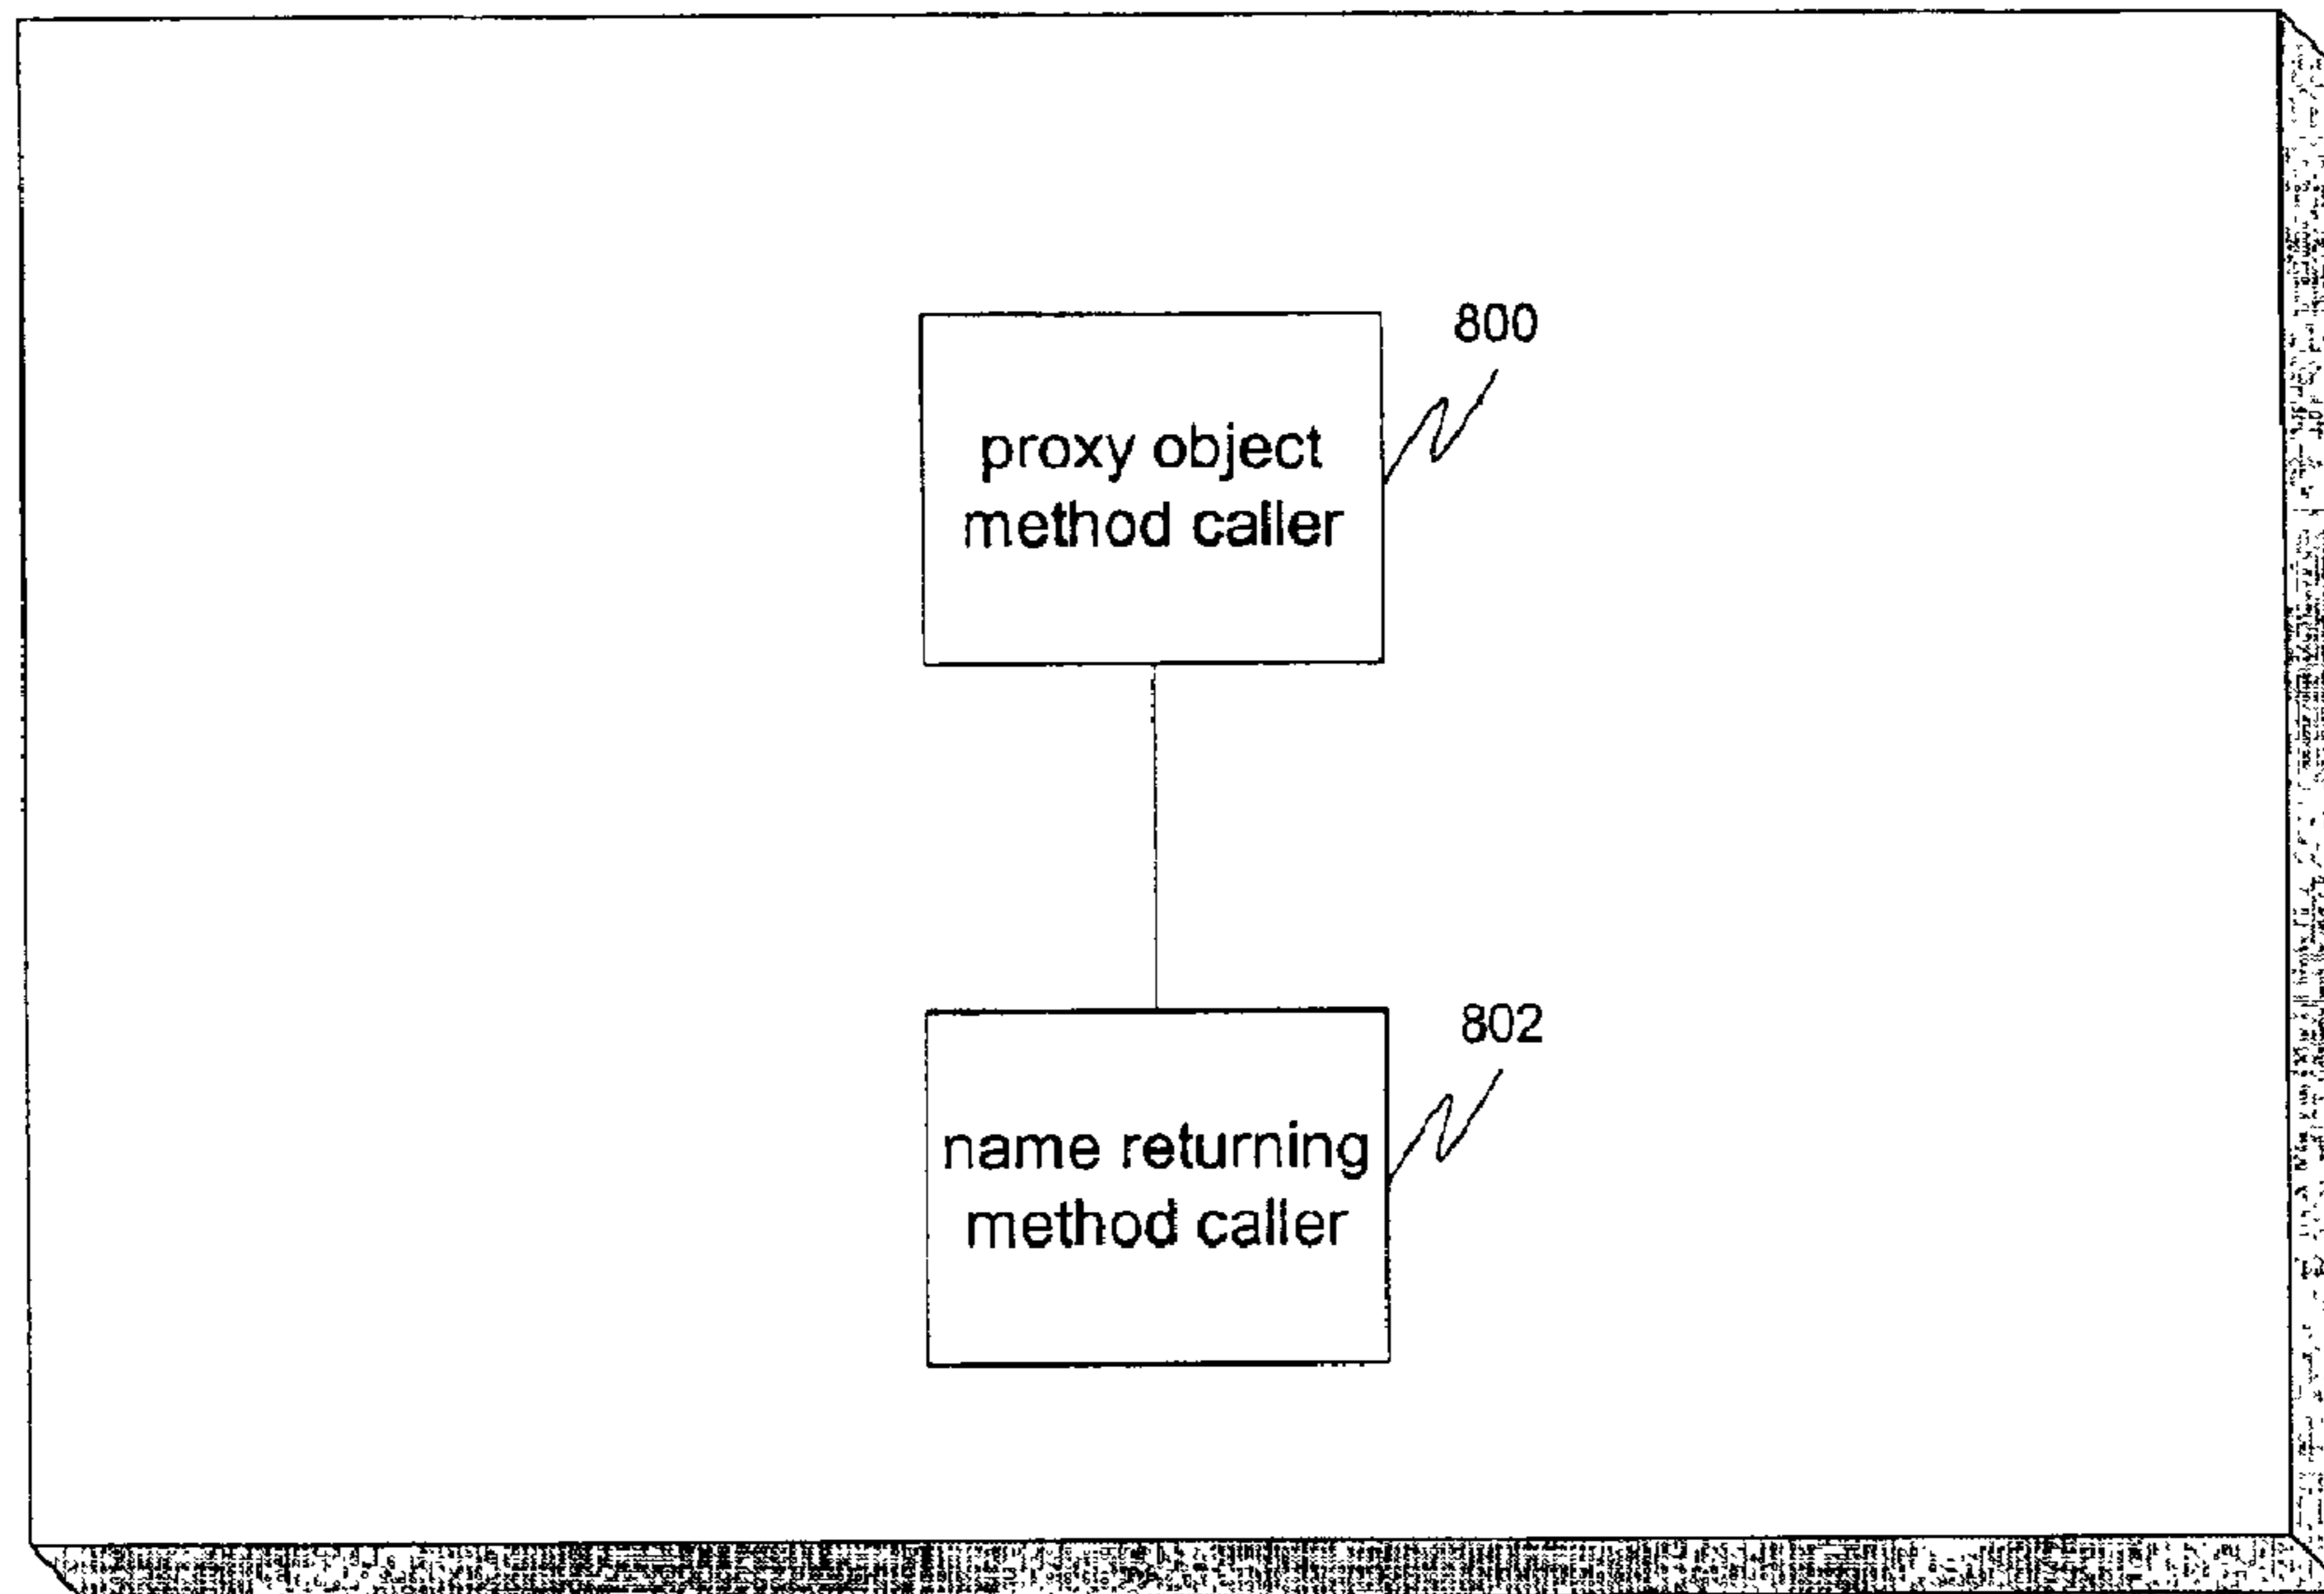 800
proxy object
method caller
802
name returning
method caller